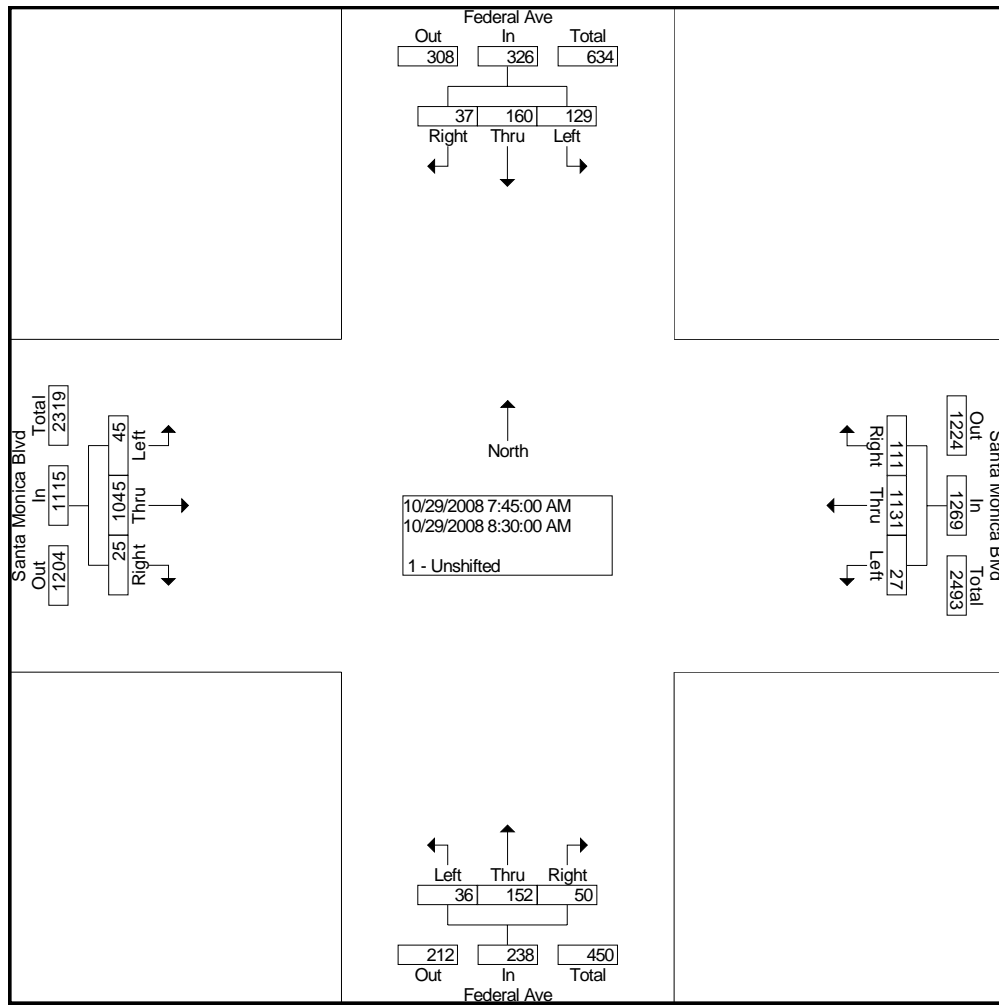 Federal Ave
Out In Total
308 326 634
37 160 129
Right Thru Left
Santa Monica Blvd
Total In Out
2319 1115 1204
45 1045 25
Left Thru Right
North
10/29/2008 7:45:00 AM
10/29/2008 8:30:00 AM
1 - Unshifted
Santa Monica Blvd
Out In Total
1224 1269 2493
111 1131 27
Right Thru Left
Left Thru Right
36 152 50
212 238 450
Out In Total
Federal Ave